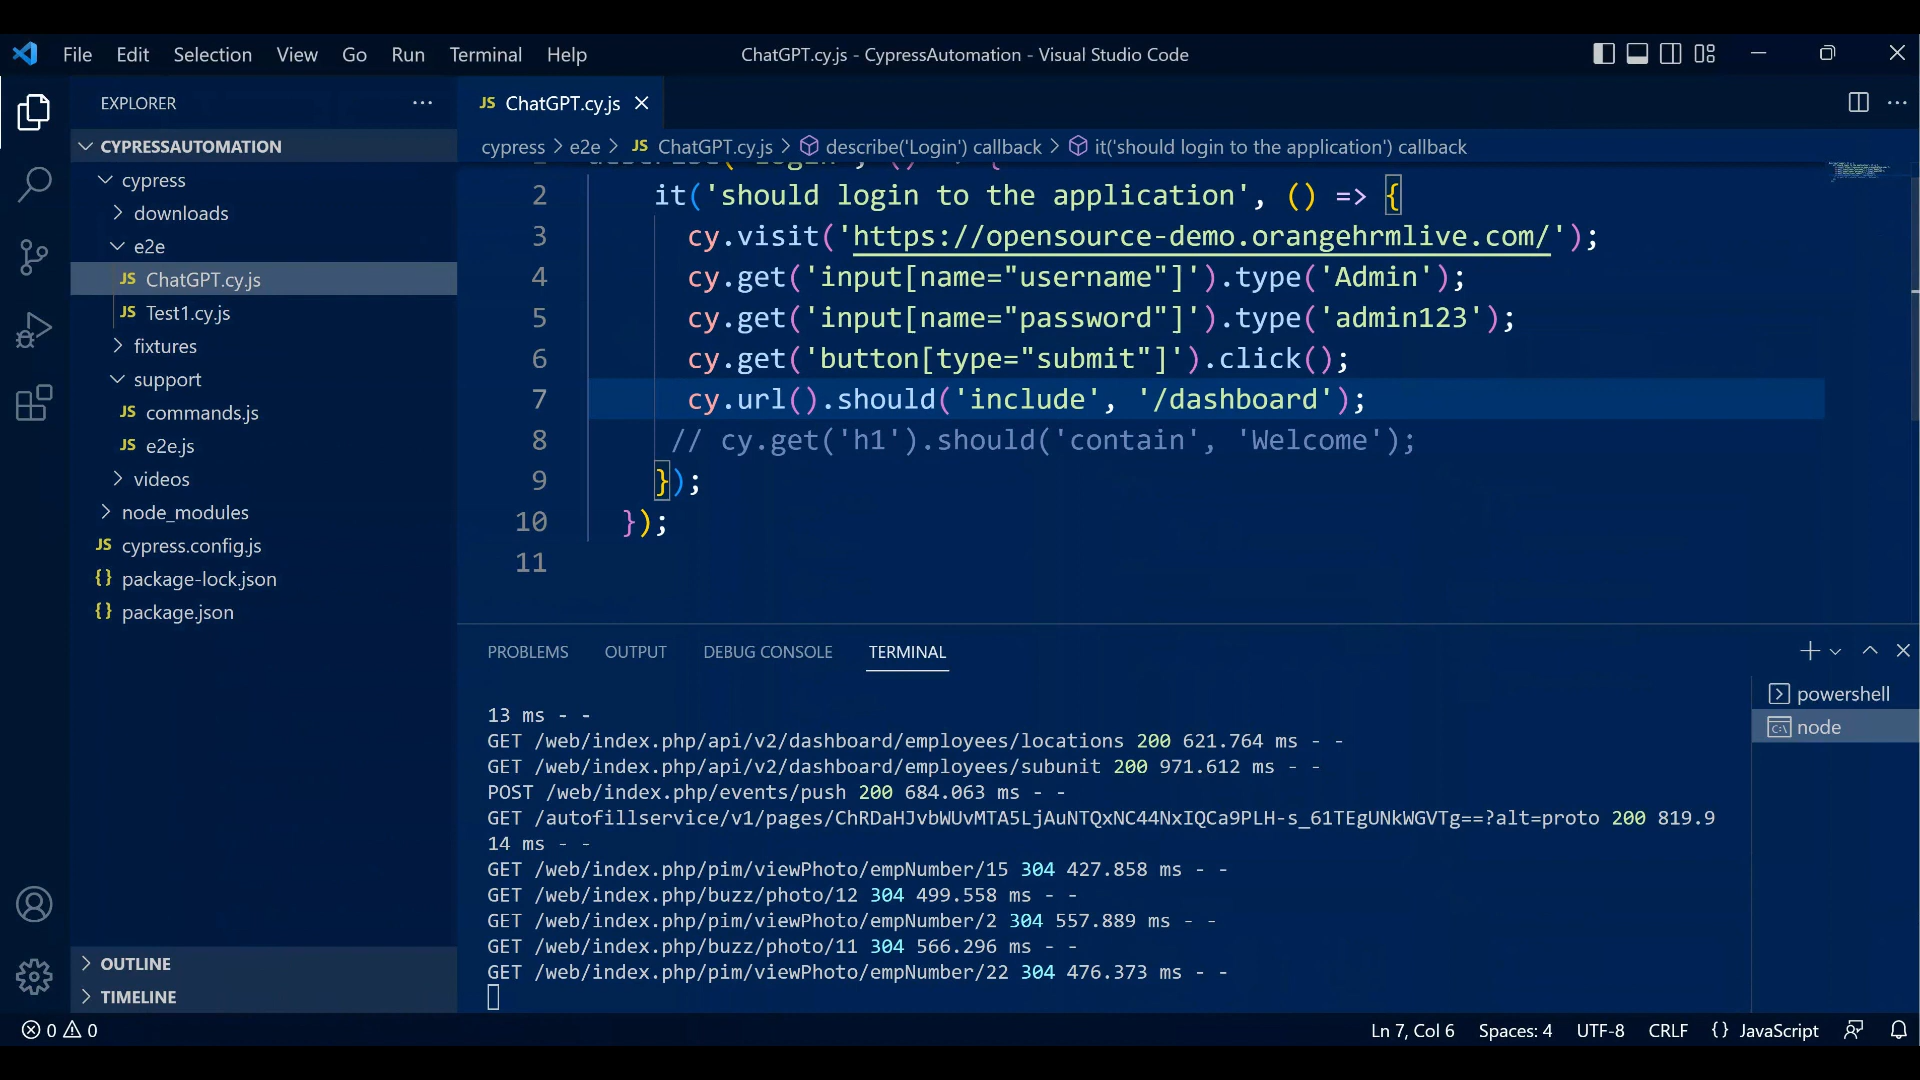 File Edit Selection View Go Run Terminal Help
ChatGPT.cy.js - CypressAutomation - Visual Studio Code
EXPLORER
CYPRESSAUTOMATION
cypress
downloads
e2e
JS ChatGPT.cy.js
JS Test1.cy.js
fixtures
support
JS commands.js
JS e2e.js
videos
node_modules
JS cypress.config.js
{} package-lock.json
{} package.json
OUTLINE
TIMELINE
JS ChatGPT.cy.js
cypress > e2e > JS ChatGPT.cy.js > describe('Login') callback > it('should login to the application') callback
2 it('should login to the application', () => {
3 cy.visit('https://opensource-demo.orangehrmlive.com/');
4 cy.get('input[name="username"]').type('Admin');
5 cy.get('input[name="password"]').type('admin123');
6 cy.get('button[type="submit"]').click();
7 cy.url().should('include', '/dashboard');
8 // cy.get('h1').should('contain', 'Welcome');
9 });
10 });
11
PROBLEMS OUTPUT DEBUG CONSOLE TERMINAL
13 ms - -
GET /web/index.php/api/v2/dashboard/employees/locations 200 621.764 ms - -
GET /web/index.php/api/v2/dashboard/employees/subunit 200 971.612 ms - -
POST /web/index.php/events/push 200 684.063 ms - -
GET /autofillservice/v1/pages/ChRDaHJvbWUvMTA5LjAuNTQxNC44NxIQCa9PLH-s_61TEgUNkWGVTg==?alt=proto 200 819.9
14 ms - -
GET /web/index.php/pim/viewPhoto/empNumber/15 304 427.858 ms - -
GET /web/index.php/buzz/photo/12 304 499.558 ms - -
GET /web/index.php/pim/viewPhoto/empNumber/2 304 557.889 ms - -
GET /web/index.php/buzz/photo/11 304 566.296 ms - -
GET /web/index.php/pim/viewPhoto/empNumber/22 304 476.373 ms - -
powershell
node
0 0
Ln 7, Col 6 Spaces: 4 UTF-8 CRLF {} JavaScript